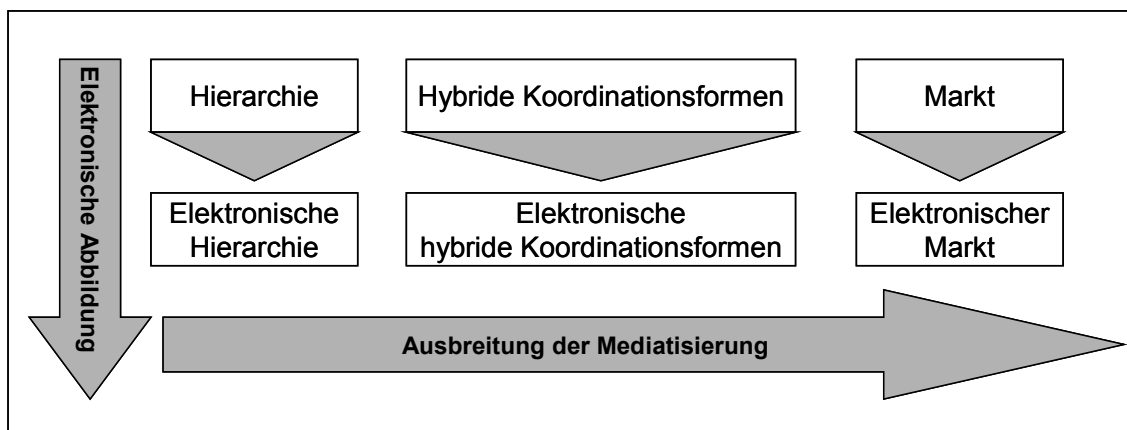 Elektronische Abbildung
Hierarchie
Hybride Koordinationsformen
Markt
Elektronische
Hierarchie
Elektronische
hybride Koordinationsformen
Elektronischer
Markt
Ausbreitung der Mediatisierung